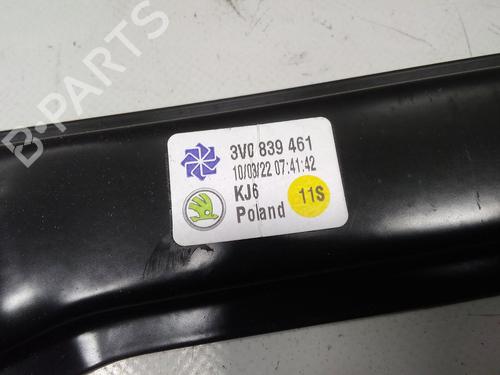 B-PARTS
3V0 839 461
10/03/22 07:41:42
KJ6
11S
Poland